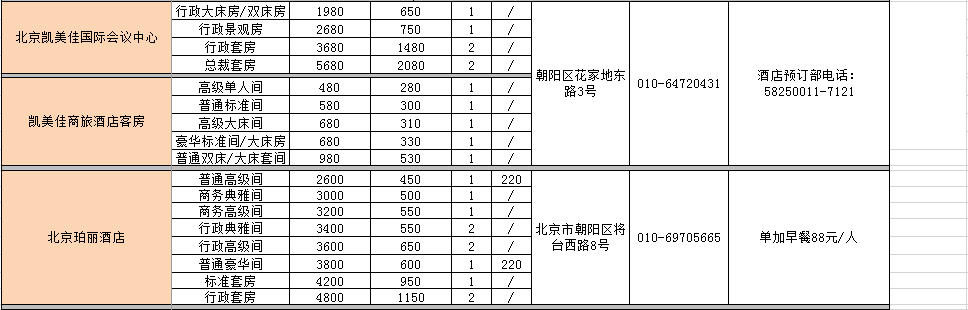 北京凯美佳国际会议中心
行政大床房/双床房 1980 650 1 /
行政景观房 2680 750 1 /
行政套房 3680 1480 2 /
总裁套房 5680 2080 2 /
朝阳区花家地东
路3号
010-64720431
酒店预订部电话：
58250011-7121
凯美佳商旅酒店客房
高级单人间 480 280 1 /
普通标准间 580 300 1 /
高级大床间 680 310 1 /
豪华标准间/大床房 680 330 1 /
普通双床/大床套间 980 530 1 /
北京珀丽酒店
普通高级间 2600 450 1 220
商务典雅间 3000 500 1 /
商务高级间 3200 550 1 /
行政典雅间 3400 550 2 /
行政高级间 3600 650 2 /
普通豪华间 3800 600 1 220
标准套房 4200 950 1 /
行政套房 4800 1150 2 /
北京市朝阳区将
台西路8号
010-69705665
单加早餐88元/人